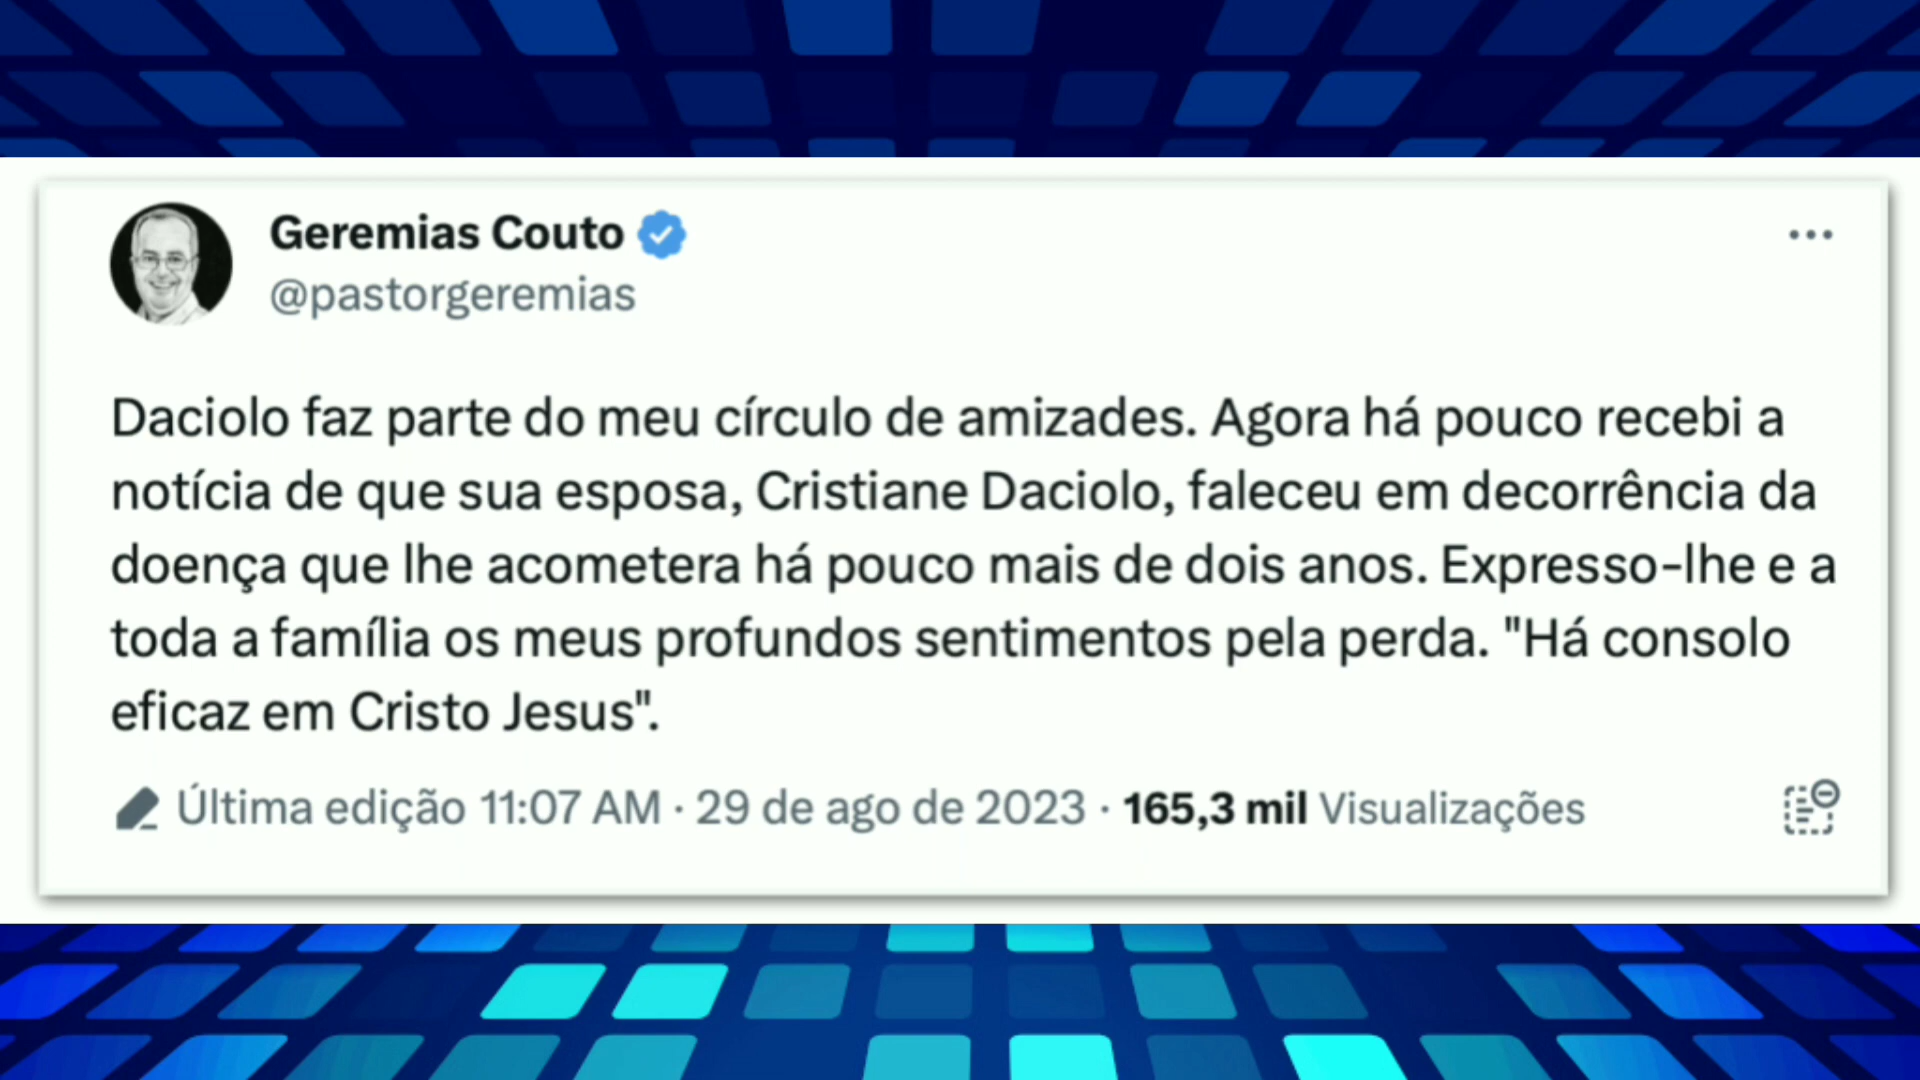 Geremias Couto
@pastorgeremias
Daciolo faz parte do meu círculo de amizades. Agora há pouco recebi a
notícia de que sua esposa, Cristiane Daciolo, faleceu em decorrência da
doença que lhe acometera há pouco mais de dois anos. Expresso-lhe e a
toda a família os meus profundos sentimentos pela perda. "Há consolo
eficaz em Cristo Jesus".
Última edição 11:07 AM · 29 de ago de 2023 · 165,3 mil Visualizações